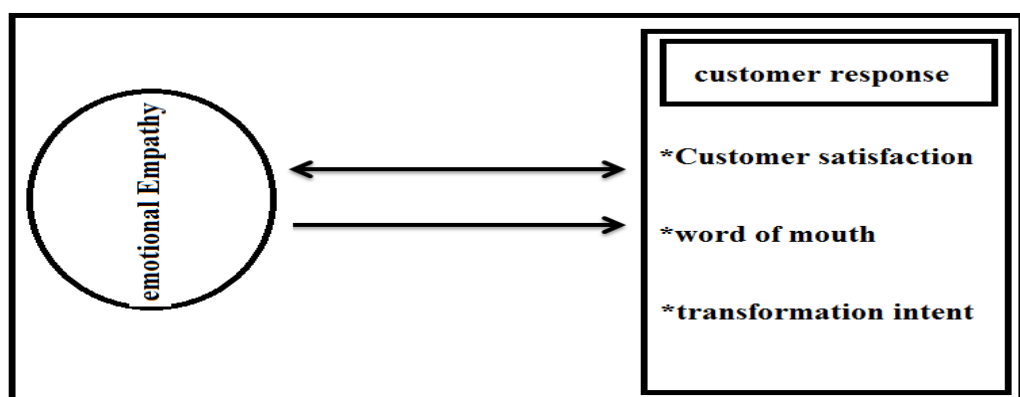 emotional Empathy
customer response
*Customer satisfaction
*word of mouth
*transformation intent